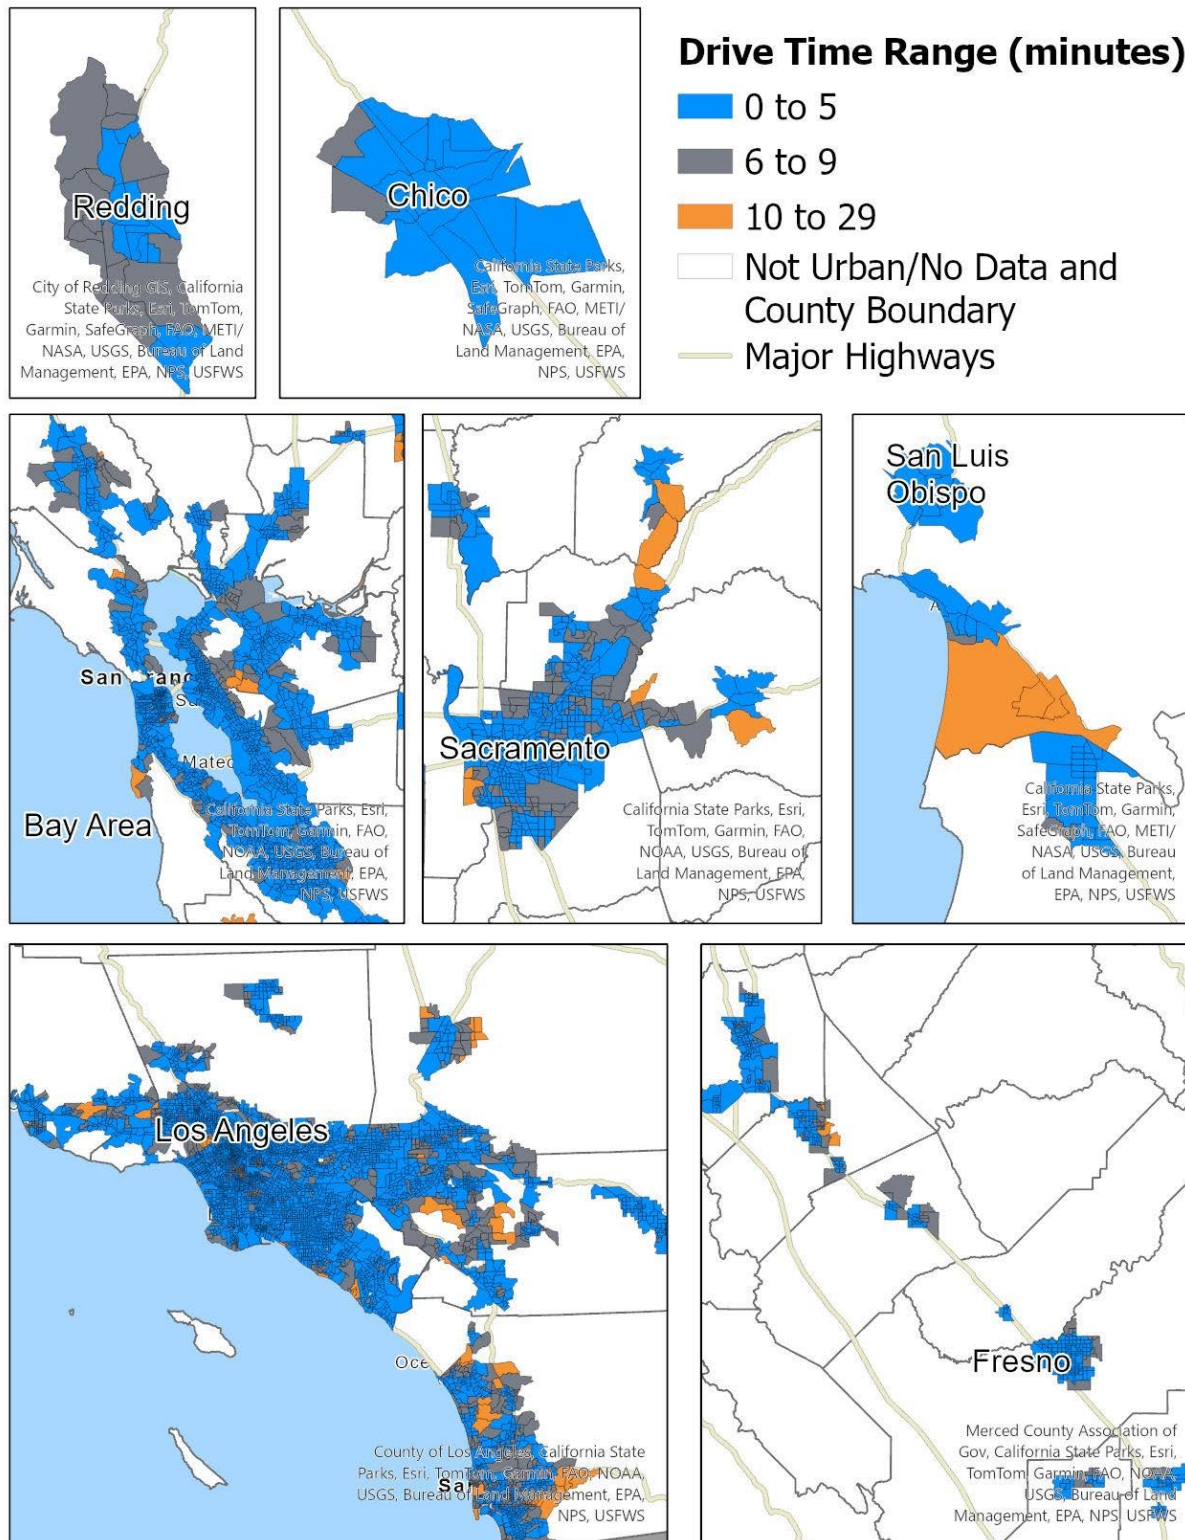 Drive Time Range (minutes)
0 to 5
6 to 9
10 to 29
Not Urban/No Data and
County Boundary
Major Highways
Redding
City of Redding GIS, California
State Parks, Esri, TomTom,
Garmin, SafeGraph, FAO, METI/
NASA, USGS, Bureau of Land
Management, EPA, NPS, USFWS
Chico
California State Parks,
Esri, TomTom, Garmin,
SafeGraph, FAO, METI/
NASA, USGS, Bureau of
Land Management, EPA,
NPS, USFWS
San
Mateo
Bay Area
California State Parks, Esri,
TomTom, Garmin, FAO,
NOAA, USGS, Bureau of
Land Management, EPA,
NPS, USFWS
Sacramento
California State Parks, Esri,
TomTom, Garmin, FAO,
NOAA, USGS, Bureau of
Land Management, EPA,
NPS, USFWS
San Luis
Obispo
California State Parks,
Esri, TomTom, Garmin,
SafeGraph, FAO, METI/
NASA, USGS, Bureau
of Land Management,
EPA, NPS, USFWS
Los Angeles
County of Los Angeles, California State
Parks, Esri, TomTom, Garmin, FAO, NOAA,
USGS, Bureau of Land Management, EPA,
NPS, USFWS
Fresno
Merced County Association of
Gov, California State Parks, Esri,
TomTom, Garmin, FAO, NOAA,
USGS, Bureau of Land
Management, EPA, NPS, USFWS